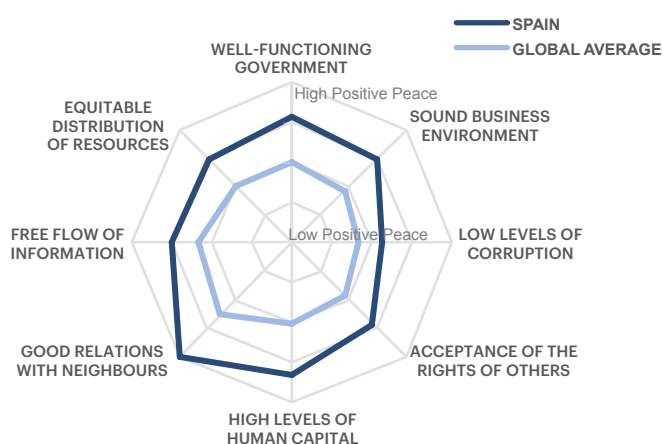 SPAIN
GLOBAL AVERAGE
WELL-FUNCTIONING
GOVERNMENT
High Positive Peace
EQUITABLE
DISTRIBUTION
OF RESOURCES
SOUND BUSINESS
ENVIRONMENT
FREE FLOW OF
INFORMATION
Low Positive Peace
LOW LEVELS OF
CORRUPTION
GOOD RELATIONS
WITH NEIGHBOURS
ACCEPTANCE OF THE
RIGHTS OF OTHERS
HIGH LEVELS OF
HUMAN CAPITAL